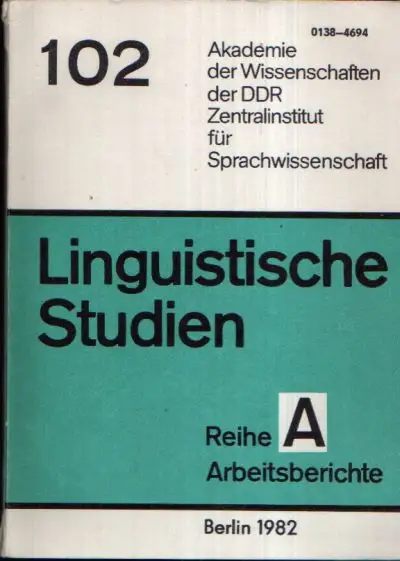 0138–4694
102
Akademie
der Wissenschaften
der DDR
Zentralinstitut
für
Sprachwissenschaft
Linguistische
Studien
Reihe A
Arbeitsberichte
Berlin 1982